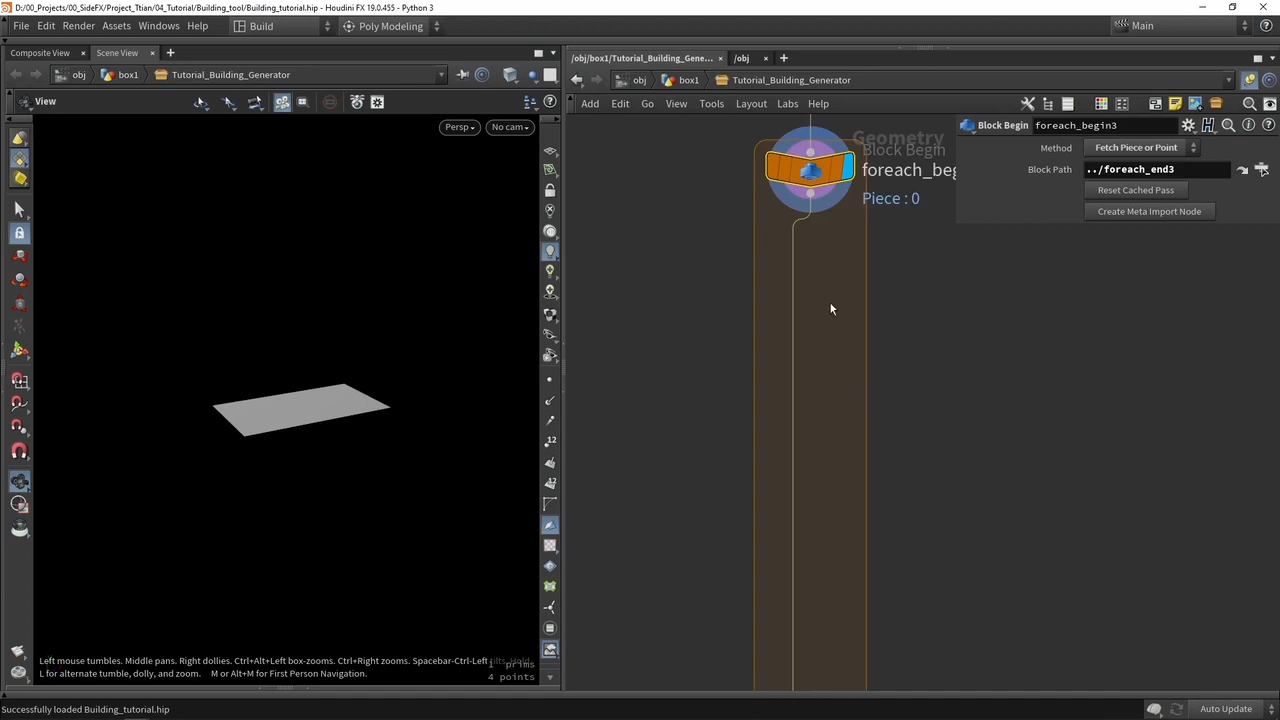 D:/00_Projects/00_SideFX/Project_Ttian/04_Tutorial/Building_tool/Building_tutorial.hip - Houdini FX 19.0.455 - Python 3
File Edit Render Assets Windows Help Build Poly Modeling Main
Composite View × Scene View × +
/obj/box1/Tutorial_Building_Gene... × /obj × +
obj box1 Tutorial_Building_Generator
obj box1 Tutorial_Building_Generator
View
Add Edit Go View Tools Layout Labs Help
Persp No cam
Geometry
Block Begin
foreach_beg
Piece : 0
Block Begin foreach_begin3
Method Fetch Piece or Point
Block Path ../foreach_end3
Reset Cached Pass
Create Meta Import Node
12
12
Left mouse tumbles. Middle pans. Right dollies. Ctrl+Alt+Left box-zooms. Ctrl+Right zooms. Spacebar-Ctrl-Left
L for alternate tumble, dolly, and zoom. M or Alt+M for First Person Navigation.
1 prims
4 points
Successfully loaded Building_tutorial.hip
Auto Update